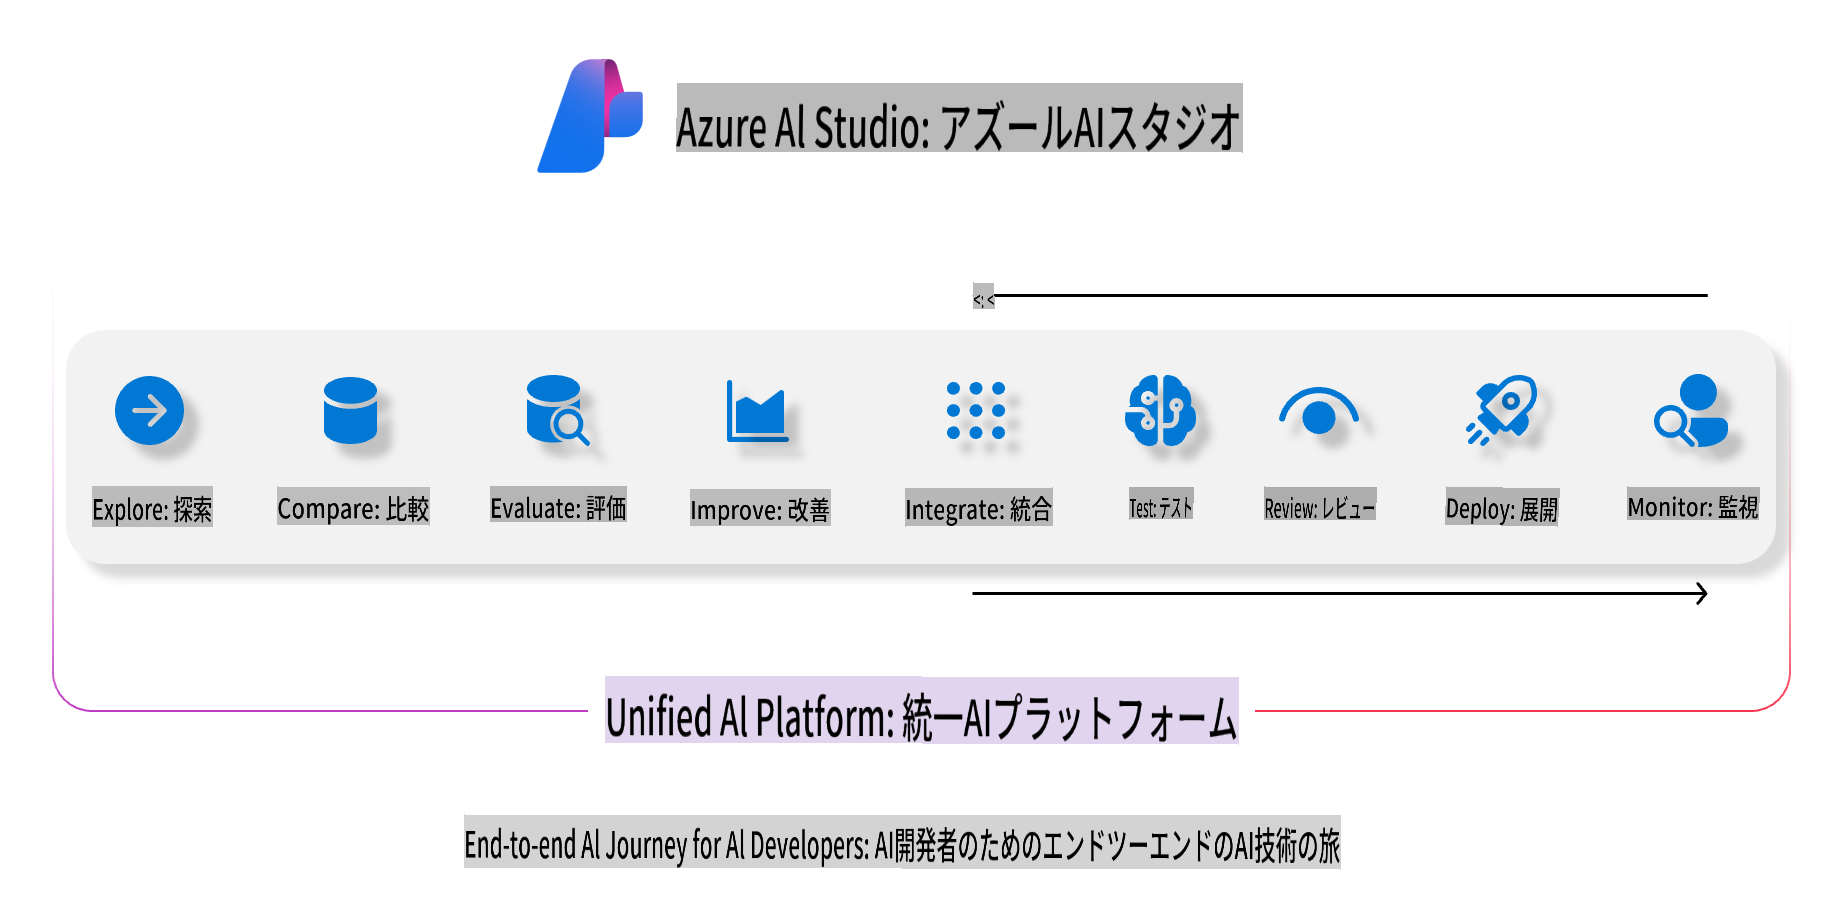 Azure Al Studio: アズールAIスタジオ
<; <
Explore: 探索
Compare: 比較
Evaluate: 評価
Improve: 改善
Integrate: 統合
Test: テスト
Review: レビュー
Deploy: 展開
Monitor: 監視
Unified Al Platform: 統一AIプラットフォーム
End-to-end Al Journey for Al Developers: AI開発者のためのエンドツーエンドのAI技術の旅